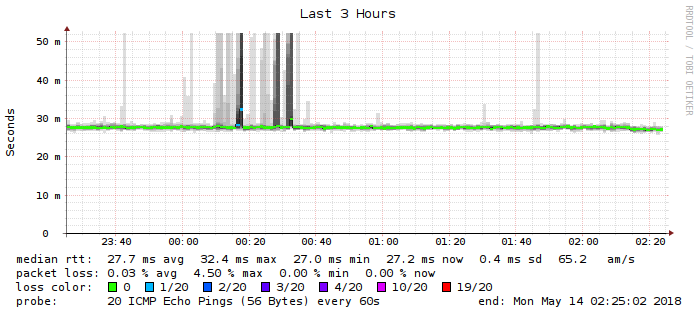 Last 3 Hours
RRDTOOL / TOBI OETIKER
Seconds
50 m
40 m
30 m
20 m
10 m
0
23:40 00:00 00:20 00:40 01:00 01:20 01:40 02:00 02:20
median rtt: 27.7 ms avg 32.4 ms max 27.0 ms min 27.2 ms now 0.4 ms sd 65.2 am/s
packet loss: 0.03 % avg 4.50 % max 0.00 % min 0.00 % now
loss color: 0 1/20 2/20 3/20 4/20 10/20 19/20
probe: 20 ICMP Echo Pings (56 Bytes) every 60s end: Mon May 14 02:25:02 2018